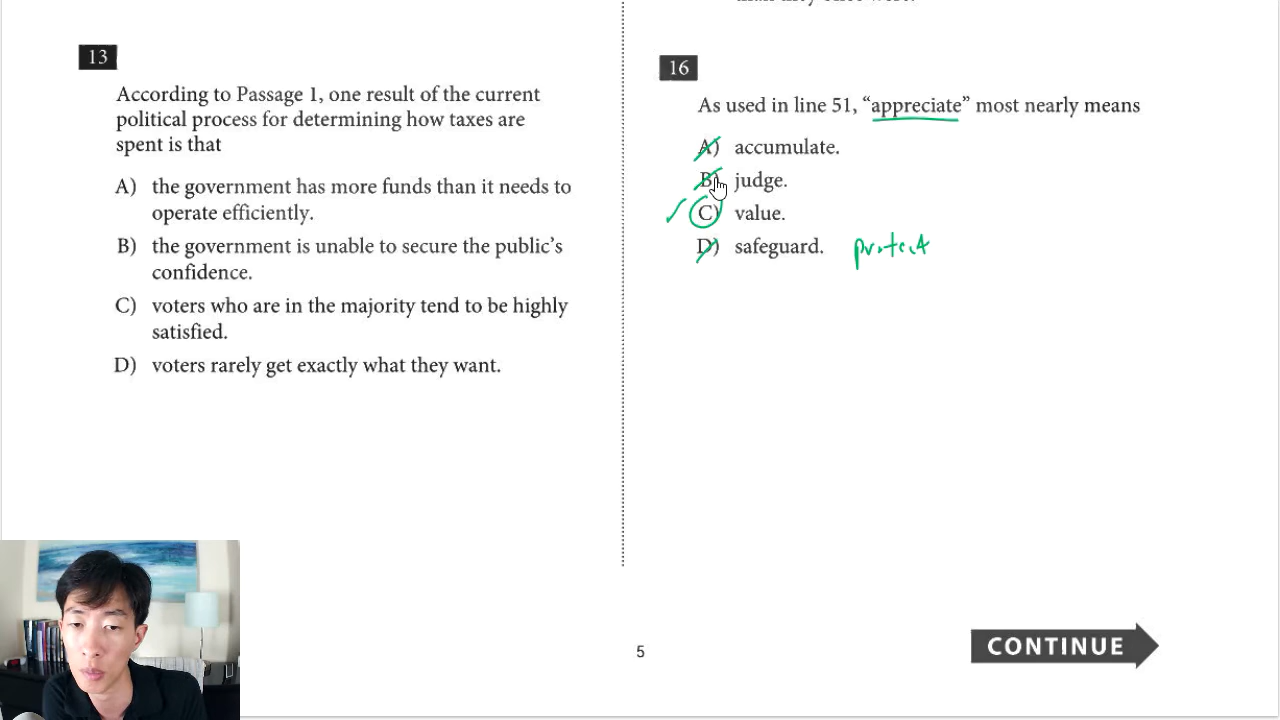 13
According to Passage 1, one result of the current
political process for determining how taxes are
spent is that
A) the government has more funds than it needs to
operate efficiently.
B) the government is unable to secure the public's
confidence.
C) voters who are in the majority tend to be highly
satisfied.
D) voters rarely get exactly what they want.
16
As used in line 51, “appreciate” most nearly means
A) accumulate.
B) judge.
C) value.
D) safeguard. protect
5
CONTINUE